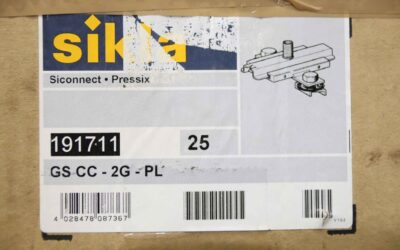 sikla
Siconnect • Pressix
191711
25
GS CC - 2G - PL
4 028478 087367